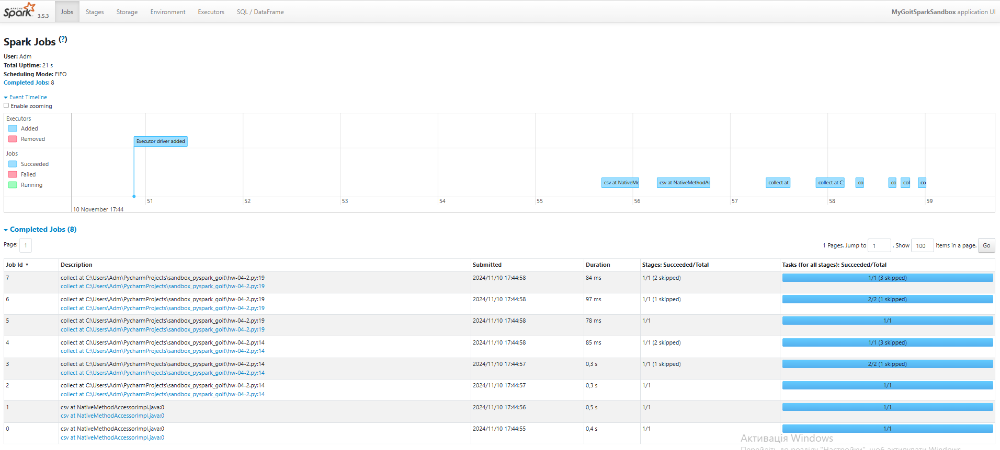 APACHE Spark 3.5.3 Jobs Stages Storage Environment Executors SQL / DataFrame MyGoitSparkSandbox application UI
Spark Jobs (?)
User: Adm
Total Uptime: 21 s
Scheduling Mode: FIFO
Completed Jobs: 8
Event Timeline
Enable zooming
Executors
Added
Removed
Executor driver added
Jobs
Succeeded
Failed
Running
csv at NativeMe csv at NativeMethodAc collect at collect at C: co co col co
51 52 53 54 55 56 57 58 59
10 November 17:44
Completed Jobs (8)
Page: 1 1 Pages. Jump to 1 . Show 100 items in a page. Go
Job Id ▾ Description Submitted Duration Stages: Succeeded/Total Tasks (for all stages): Succeeded/Total
7 collect at C:\Users\Adm\PycharmProjects\sandbox_pyspark_goit\hw-04-2.py:19 2024/11/10 17:44:58 84 ms 1/1 (2 skipped) 1/1 (3 skipped)
collect at C:\Users\Adm\PycharmProjects\sandbox_pyspark_goit\hw-04-2.py:19
6 collect at C:\Users\Adm\PycharmProjects\sandbox_pyspark_goit\hw-04-2.py:19 2024/11/10 17:44:58 97 ms 1/1 (1 skipped) 2/2 (1 skipped)
collect at C:\Users\Adm\PycharmProjects\sandbox_pyspark_goit\hw-04-2.py:19
5 collect at C:\Users\Adm\PycharmProjects\sandbox_pyspark_goit\hw-04-2.py:19 2024/11/10 17:44:58 78 ms 1/1 1/1
collect at C:\Users\Adm\PycharmProjects\sandbox_pyspark_goit\hw-04-2.py:19
4 collect at C:\Users\Adm\PycharmProjects\sandbox_pyspark_goit\hw-04-2.py:14 2024/11/10 17:44:58 85 ms 1/1 (2 skipped) 1/1 (3 skipped)
collect at C:\Users\Adm\PycharmProjects\sandbox_pyspark_goit\hw-04-2.py:14
3 collect at C:\Users\Adm\PycharmProjects\sandbox_pyspark_goit\hw-04-2.py:14 2024/11/10 17:44:57 0,3 s 1/1 (1 skipped) 2/2 (1 skipped)
collect at C:\Users\Adm\PycharmProjects\sandbox_pyspark_goit\hw-04-2.py:14
2 collect at C:\Users\Adm\PycharmProjects\sandbox_pyspark_goit\hw-04-2.py:14 2024/11/10 17:44:57 0,3 s 1/1 1/1
collect at C:\Users\Adm\PycharmProjects\sandbox_pyspark_goit\hw-04-2.py:14
1 csv at NativeMethodAccessorImpl.java:0 2024/11/10 17:44:56 0,5 s 1/1 1/1
csv at NativeMethodAccessorImpl.java:0
0 csv at NativeMethodAccessorImpl.java:0 2024/11/10 17:44:55 0,4 s 1/1 1/1
csv at NativeMethodAccessorImpl.java:0
Активація Windows
Перейдіть до розділу "Настройки", щоб активувати Windows